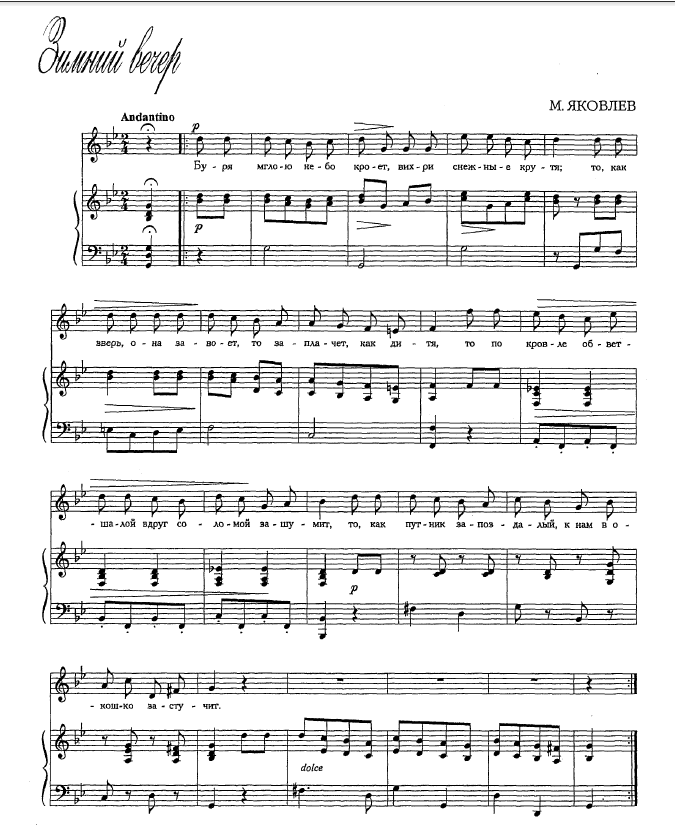 Зимний вечер
М. ЯКОВЛЕВ
Andantino
p
Бу - ря мглою не - бо кро - ет, вих - ри снеж - ны - е кру - тя; то, как
p
зверь, о - на за - во - ет, то за - пла - чет, как ди - тя, то по кров - ле об - вет -
- ша - лой вдруг со - ло - мой за - шу - мит, то, как пут - ник за - поз - да - лый, к нам в о -
p
- кош - ко за - сту - чит.
dolce